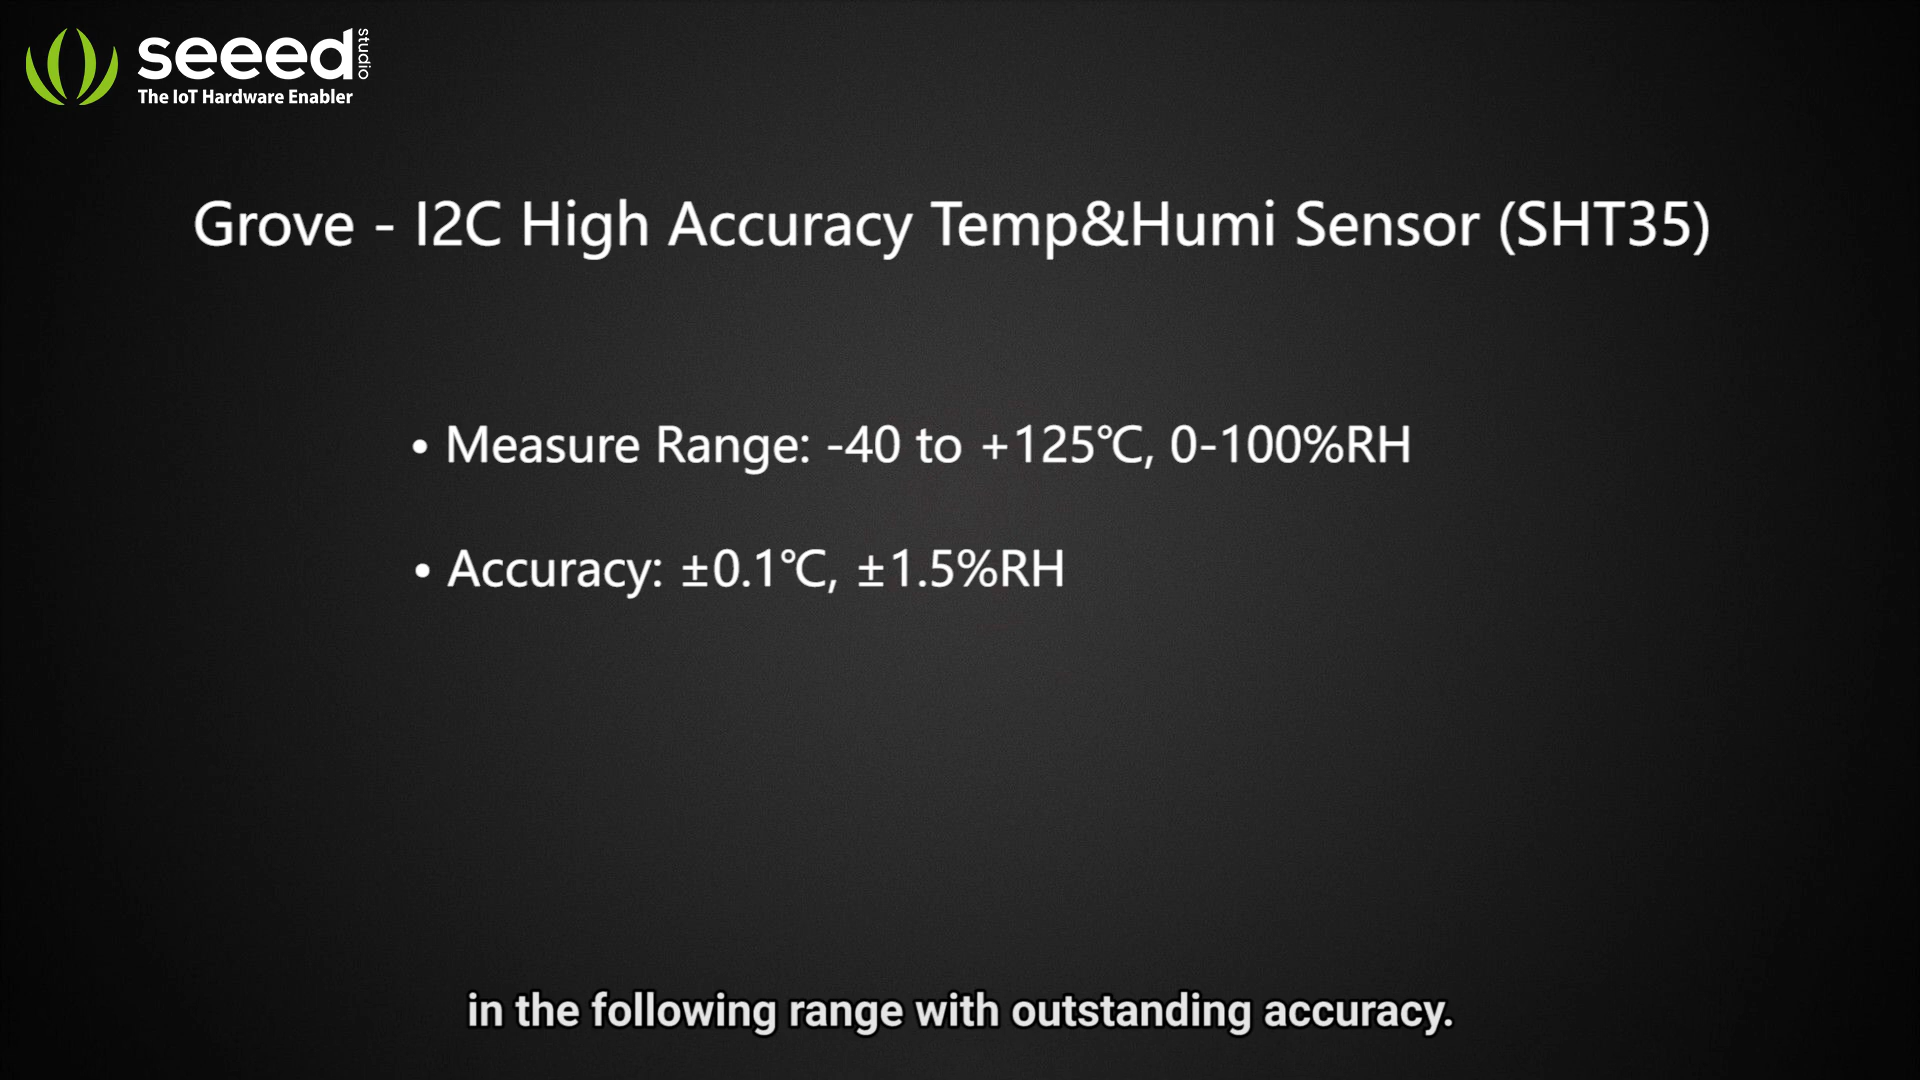 seeed studio
The IoT Hardware Enabler
Grove - I2C High Accuracy Temp&Humi Sensor (SHT35)
• Measure Range: -40 to +125℃, 0-100%RH
• Accuracy: ±0.1℃, ±1.5%RH
in the following range with outstanding accuracy.